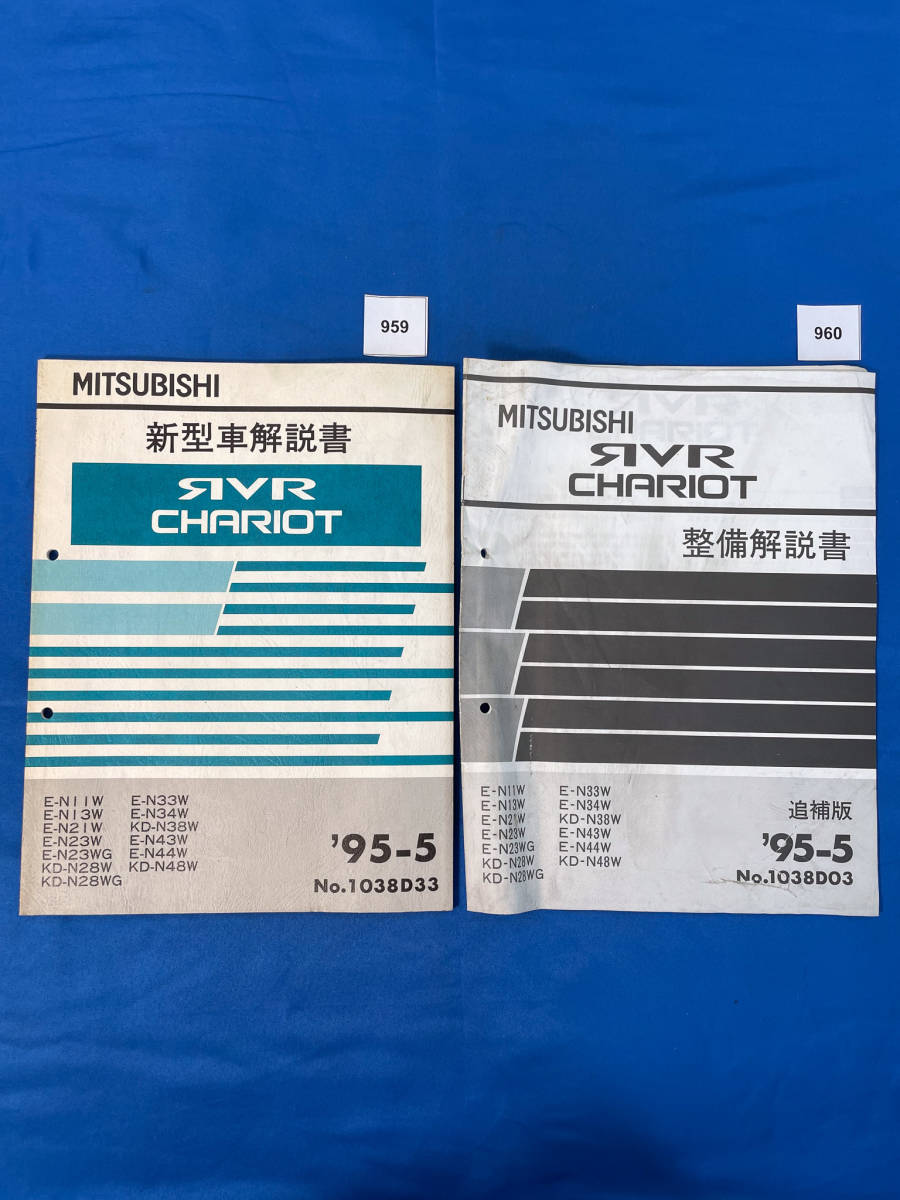 959
MITSUBISHI
新型車解説書
RVR
CHARIOT
E-N11W E-N33W
E-N13W E-N34W
E-N21W KD-N38W
E-N23W E-N43W
E-N23WG E-N44W
KD-N28W KD-N48W
KD-N28WG
'95-5
No.1038D33
960
MITSUBISHI
RVR
CHARIOT
整備解説書
E-N11W E-N33W
E-N13W E-N34W
E-N21W KD-N38W
E-N23W E-N43W
E-N23WG E-N44W
KD-N28W KD-N48W
KD-N28WG
追補版
'95-5
No.1038D03